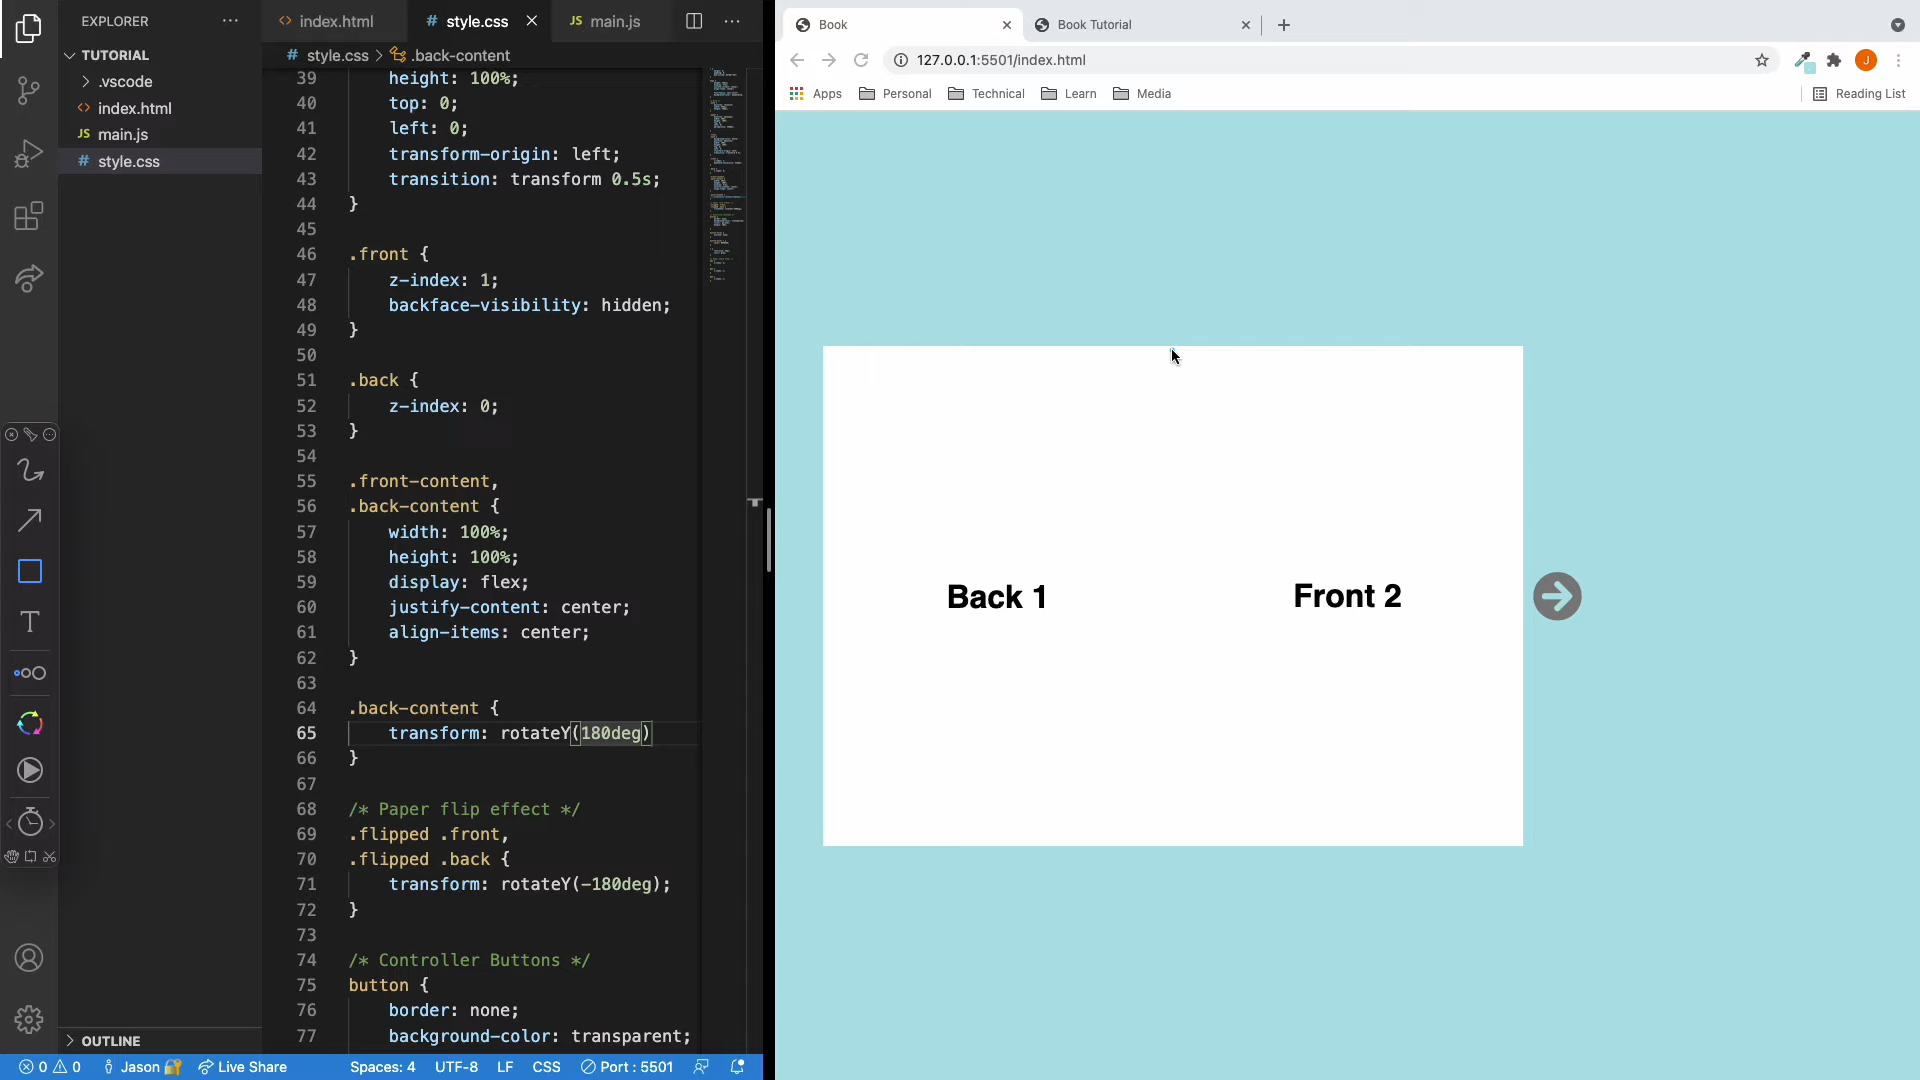 EXPLORER
TUTORIAL
.vscode
index.html
JS main.js
# style.css
OUTLINE
index.html
# style.css
JS main.js
# style.css > .back-content
39 height: 100%;
40 top: 0;
41 left: 0;
42 transform-origin: left;
43 transition: transform 0.5s;
44 }
45
46 .front {
47 z-index: 1;
48 backface-visibility: hidden;
49 }
50
51 .back {
52 z-index: 0;
53 }
54
55 .front-content,
56 .back-content {
57 width: 100%;
58 height: 100%;
59 display: flex;
60 justify-content: center;
61 align-items: center;
62 }
63
64 .back-content {
65 transform: rotateY(180deg)
66 }
67
68 /* Paper flip effect */
69 .flipped .front,
70 .flipped .back {
71 transform: rotateY(-180deg);
72 }
73
74 /* Controller Buttons */
75 button {
76 border: none;
77 background-color: transparent;
0 0 Jason Live Share Spaces: 4 UTF-8 LF CSS Port : 5501
Book
Book Tutorial
127.0.0.1:5501/index.html
J
Apps Personal Technical Learn Media Reading List
Back 1
Front 2